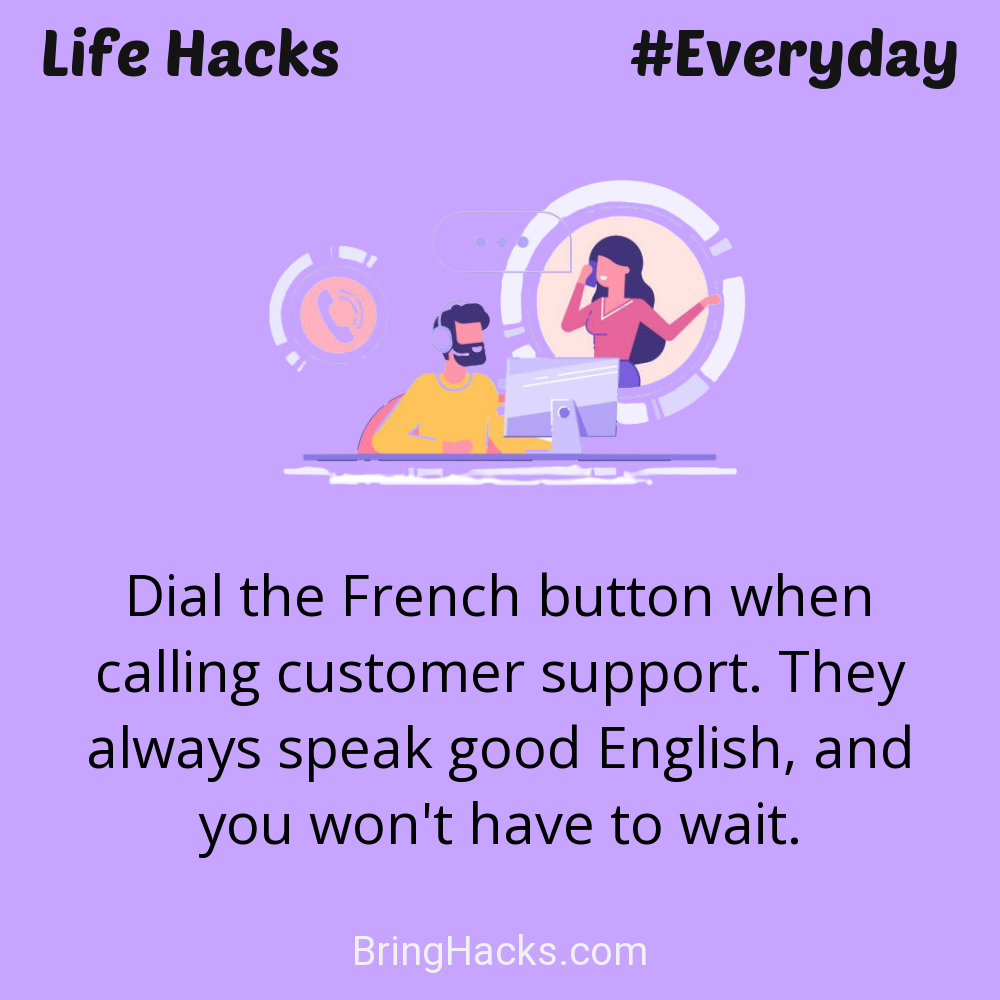 Life Hacks #Everyday
Dial the French button when
calling customer support. They
always speak good English, and
you won't have to wait.
BringHacks.com